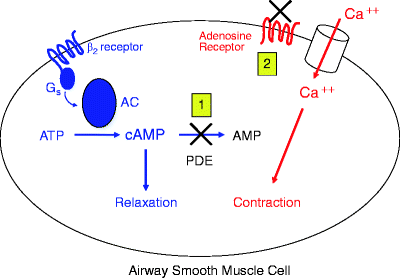 Ca ++
β2 receptor
Adenosine
Receptor
Gs
AC
2
Ca ++
1
ATP
cAMP
AMP
PDE
Relaxation
Contraction
Airway Smooth Muscle Cell